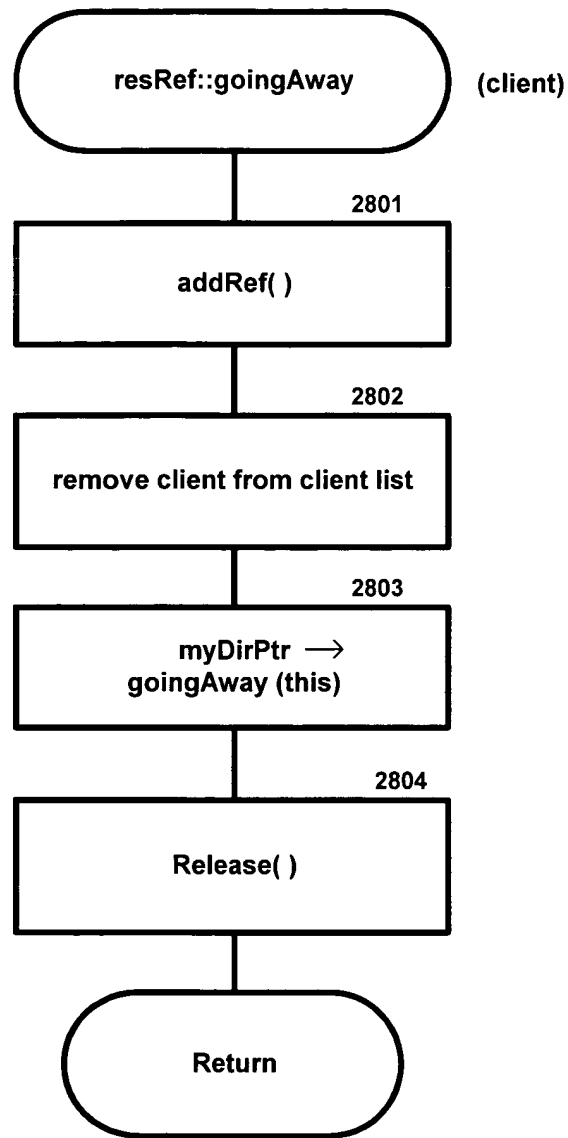 resRef::goingAway (client)
2801
addRef( )
2802
remove client from client list
2803
myDirPtr →
goingAway (this)
2804
Release( )
Return